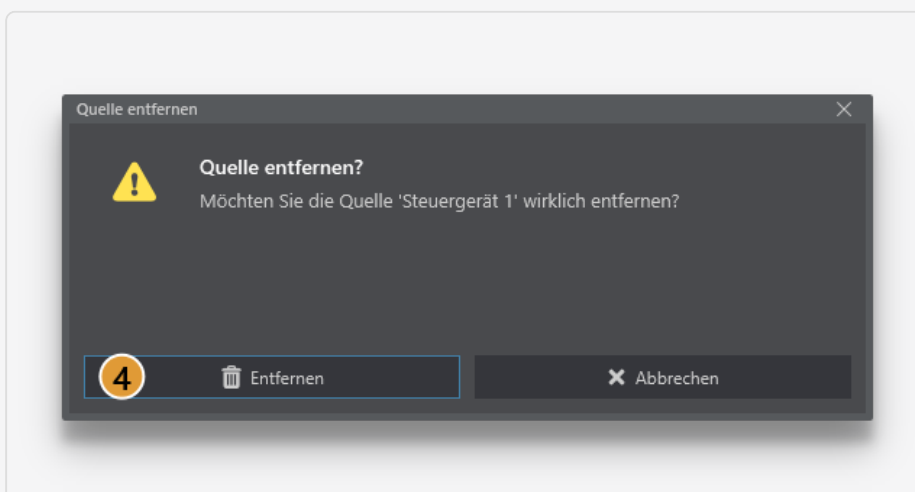 Quelle entfernen
Quelle entfernen?
Möchten Sie die Quelle 'Steuergerät 1' wirklich entfernen?
4 Entfernen Abbrechen